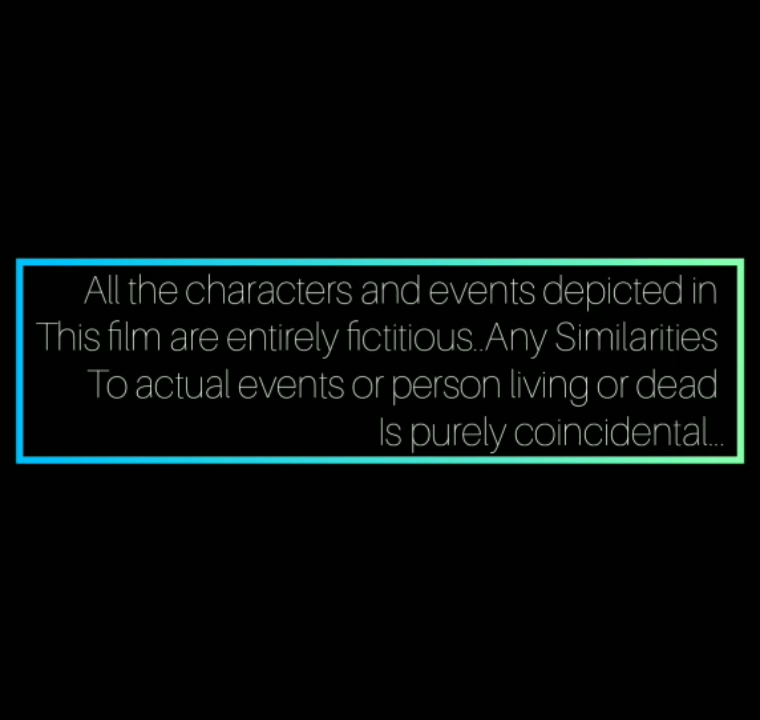 All the characters and events depicted in
This film are entirely fictitious..Any Similarities
To actual events or person living or dead
Is purely coincidental...